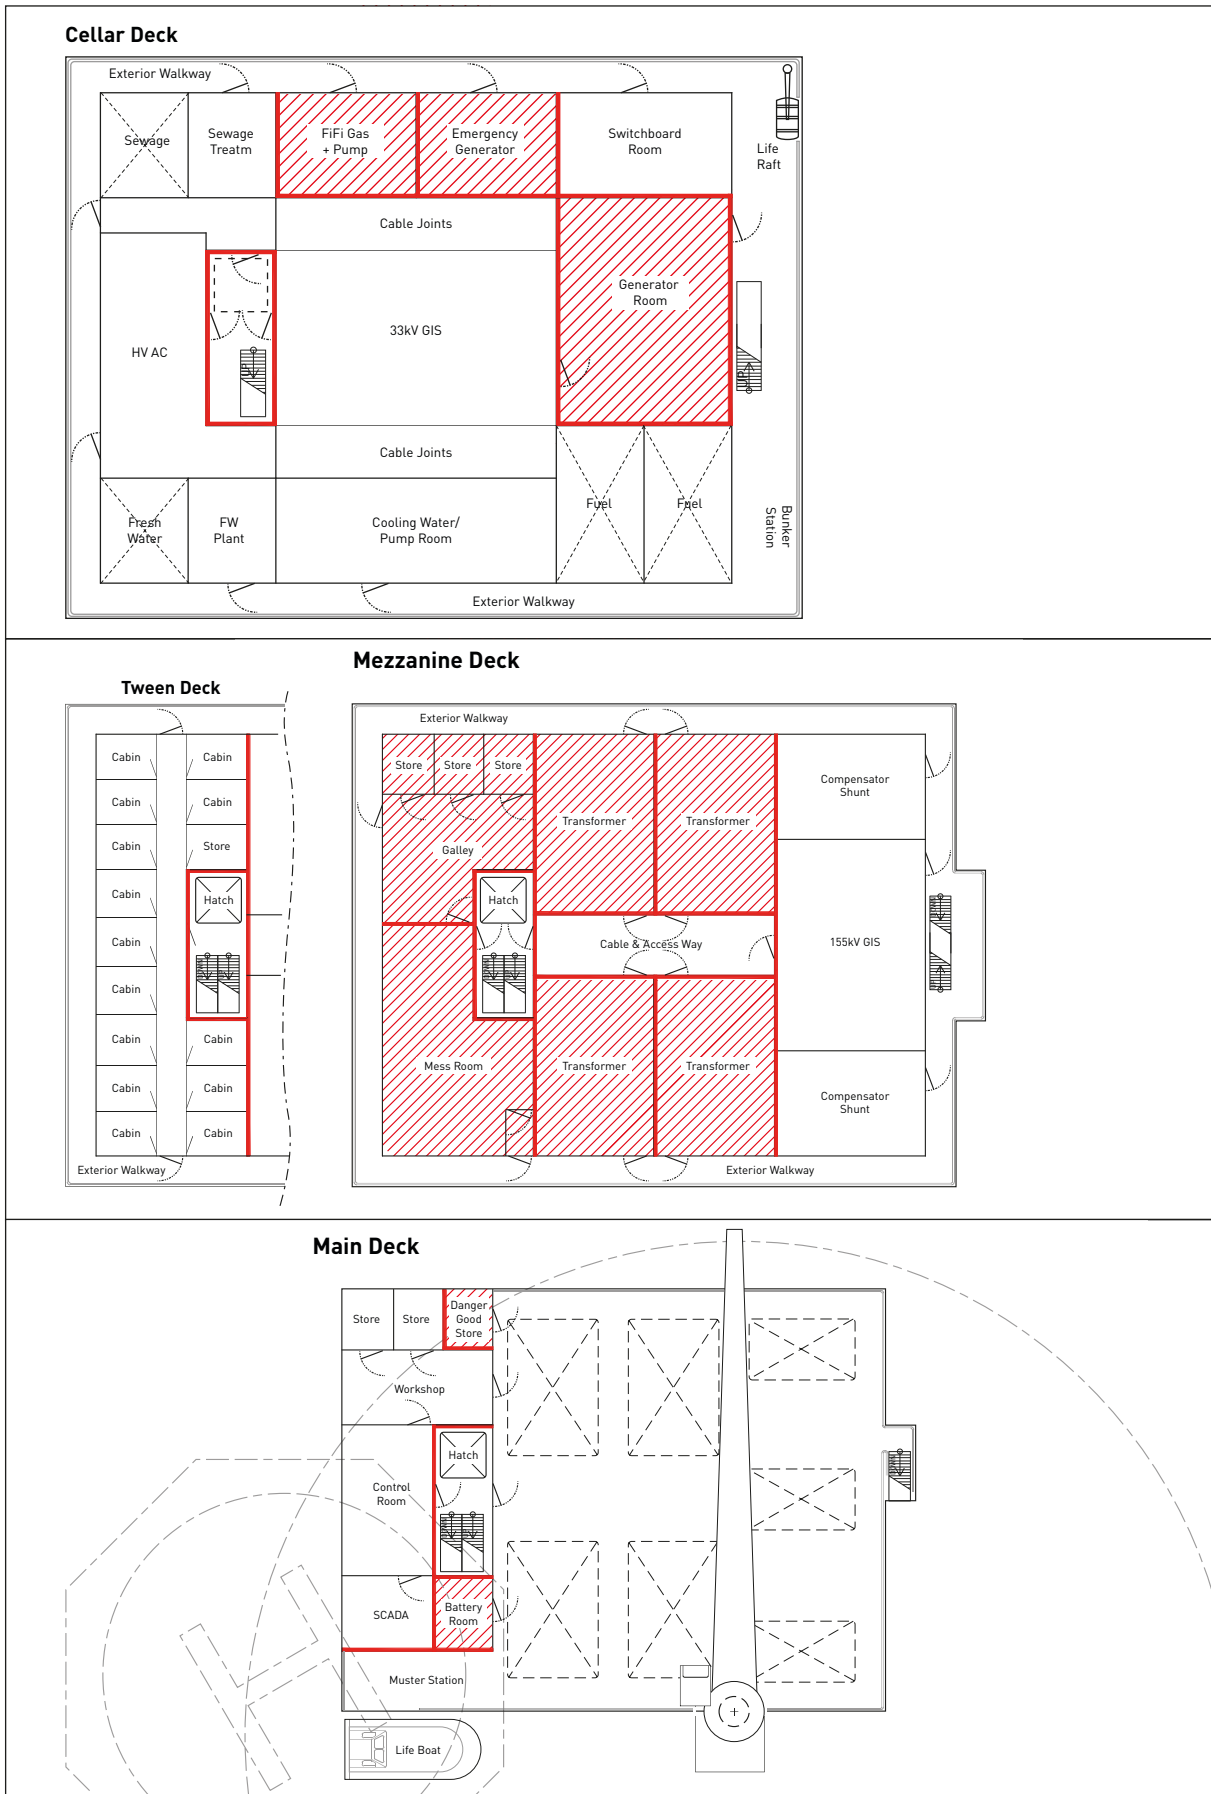 Cellar Deck
Exterior Walkway
Sewage
Sewage
Treatm
FiFi Gas
+ Pump
Emergency
Generator
Switchboard
Room
Life
Raft
Cable Joints
Generator
Room
33kV GIS
HV AC
UP
UP
Cable Joints
Fresh
Water
FW
Plant
Cooling Water/
Pump Room
Fuel
Fuel
Bunker
Station
Exterior Walkway
Mezzanine Deck
Tween Deck
Cabin
Cabin
Cabin
Cabin
Cabin
Store
Cabin
Hatch
Cabin
Cabin
Cabin
Cabin
Cabin
Cabin
Cabin
Cabin
Exterior Walkway
Exterior Walkway
Store
Store
Store
Galley
Transformer
Transformer
Compensator
Shunt
Hatch
Cable & Access Way
155kV GIS
Mess Room
Transformer
Transformer
Compensator
Shunt
Exterior Walkway
Main Deck
Store
Store
Danger
Good
Store
Workshop
Hatch
Control
Room
SCADA
Battery
Room
Muster Station
Life Boat